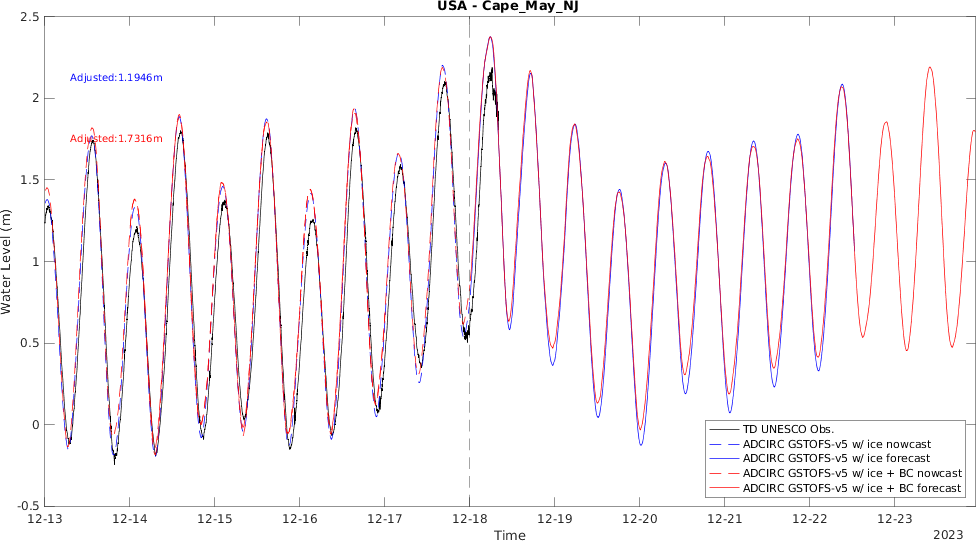 USA - Cape_May_NJ
2.5
2
1.5
1
0.5
0
-0.5
Water Level (m)
Adjusted:1.1946m
Adjusted:1.7316m
TD UNESCO Obs.
ADCIRC GSTOFS-v5 w/ ice nowcast
ADCIRC GSTOFS-v5 w/ ice forecast
ADCIRC GSTOFS-v5 w/ ice + BC nowcast
ADCIRC GSTOFS-v5 w/ ice + BC forecast
12-13 12-14 12-15 12-16 12-17 12-18 12-19 12-20 12-21 12-22 12-23
Time
2023